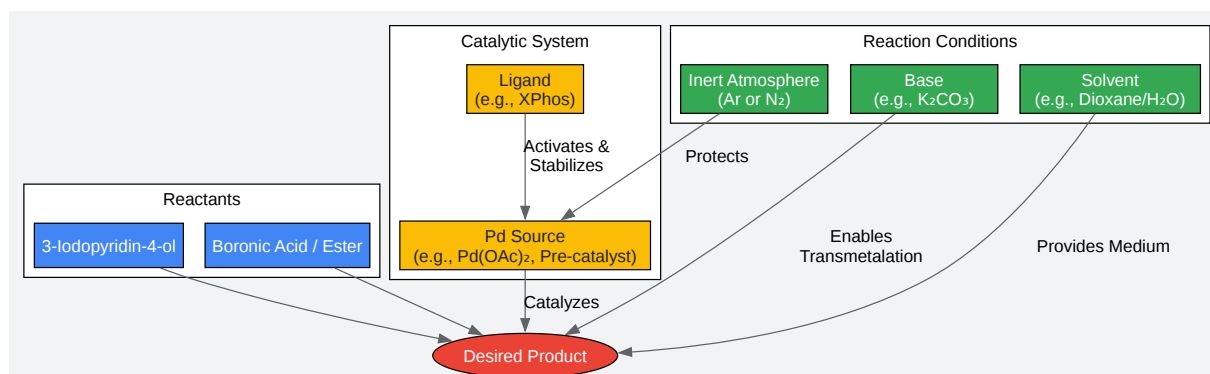 Catalytic System
Reaction Conditions
Ligand
(e.g., XPhos)
Inert Atmosphere
(Ar or N₂)
Base
(e.g., K₂CO₃)
Solvent
(e.g., Dioxane/H₂O)
Activates &
Stabilizes
Protects
Reactants
3-Iodopyridin-4-ol
Boronic Acid / Ester
Pd Source
(e.g., Pd(OAc)₂, Pre-catalyst)
Enables
Transmetalation
Provides Medium
Catalyzes
Desired Product